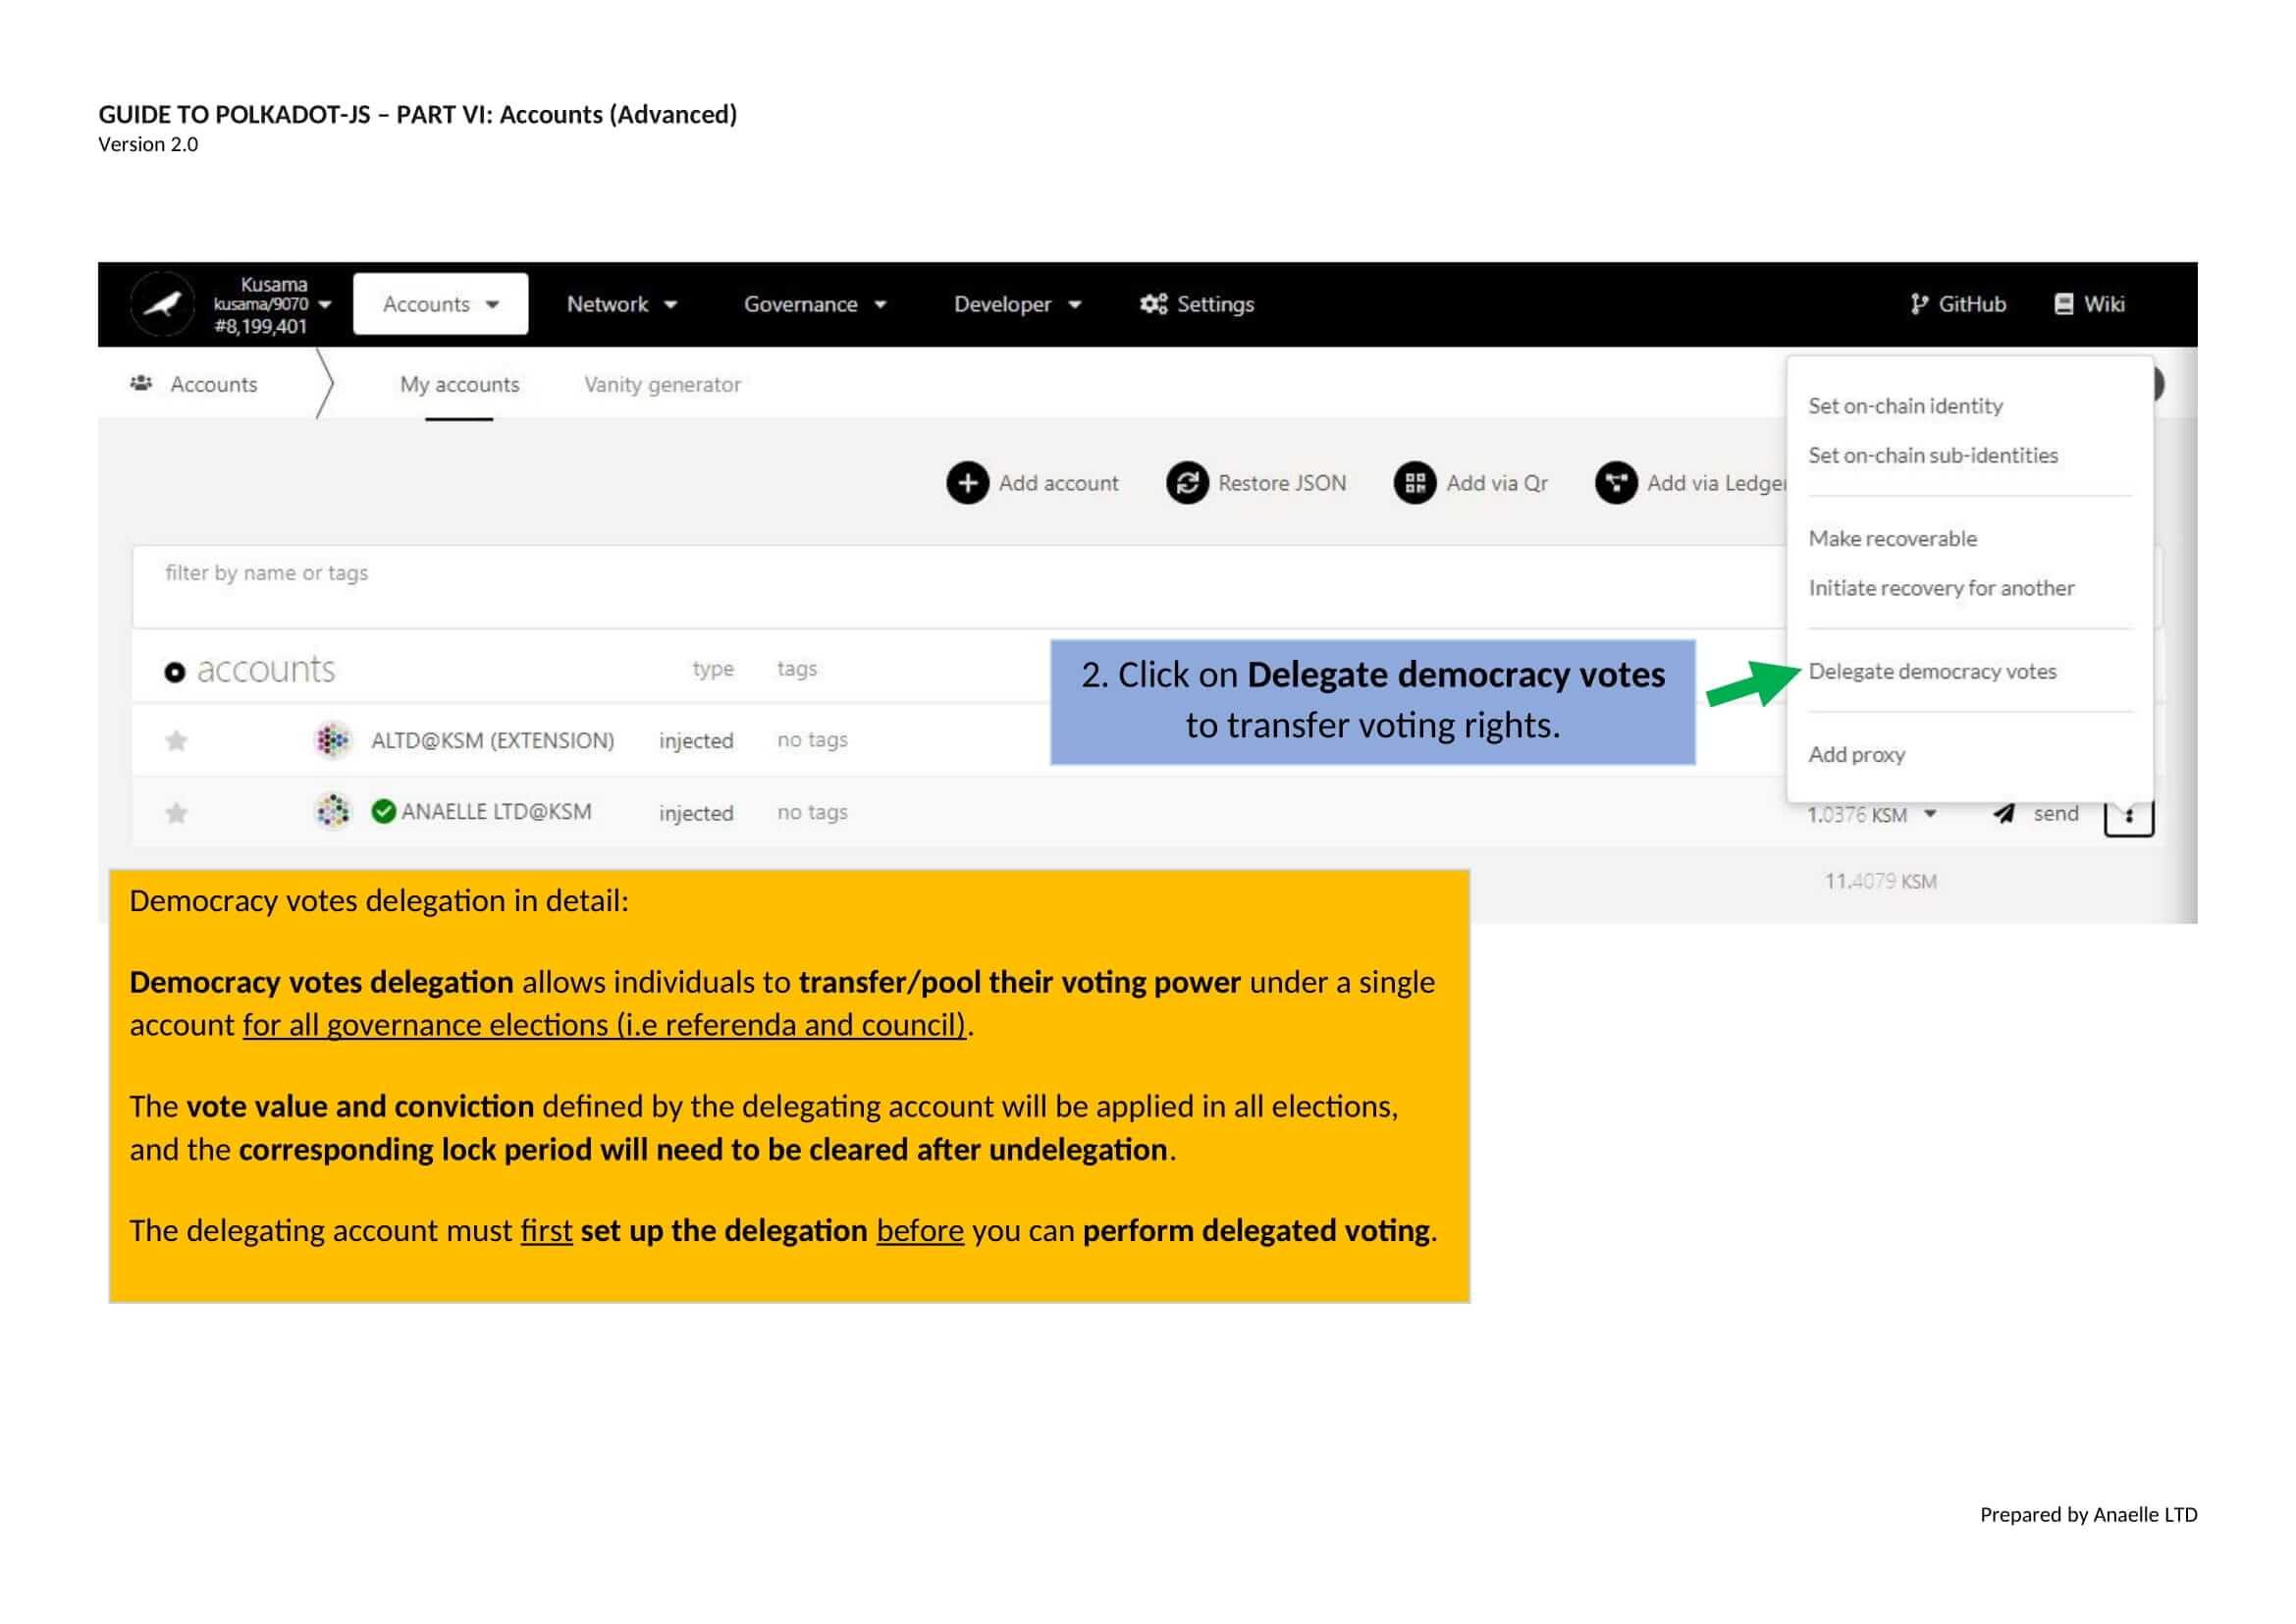 GUIDE TO POLKADOT-JS – PART VI: Accounts (Advanced)
Version 2.0
Kusama
kusama/9070
#8,199,401
Accounts
Network
Governance
Developer
Settings
GitHub
Wiki
Accounts
My accounts
Vanity generator
Set on-chain identity
Set on-chain sub-identities
Make recoverable
Initiate recovery for another
Delegate democracy votes
Add proxy
Add account
Restore JSON
Add via Qr
Add via Ledger
filter by name or tags
accounts
type
tags
2. Click on Delegate democracy votes
to transfer voting rights.
ALTD@KSM (EXTENSION)
injected
no tags
ANAELLE LTD@KSM
injected
no tags
1.0376 KSM
send
11.4079 KSM
Democracy votes delegation in detail:
Democracy votes delegation allows individuals to transfer/pool their voting power under a single
account for all governance elections (i.e referenda and council).
The vote value and conviction defined by the delegating account will be applied in all elections,
and the corresponding lock period will need to be cleared after undelegation.
The delegating account must first set up the delegation before you can perform delegated voting.
Prepared by Anaelle LTD